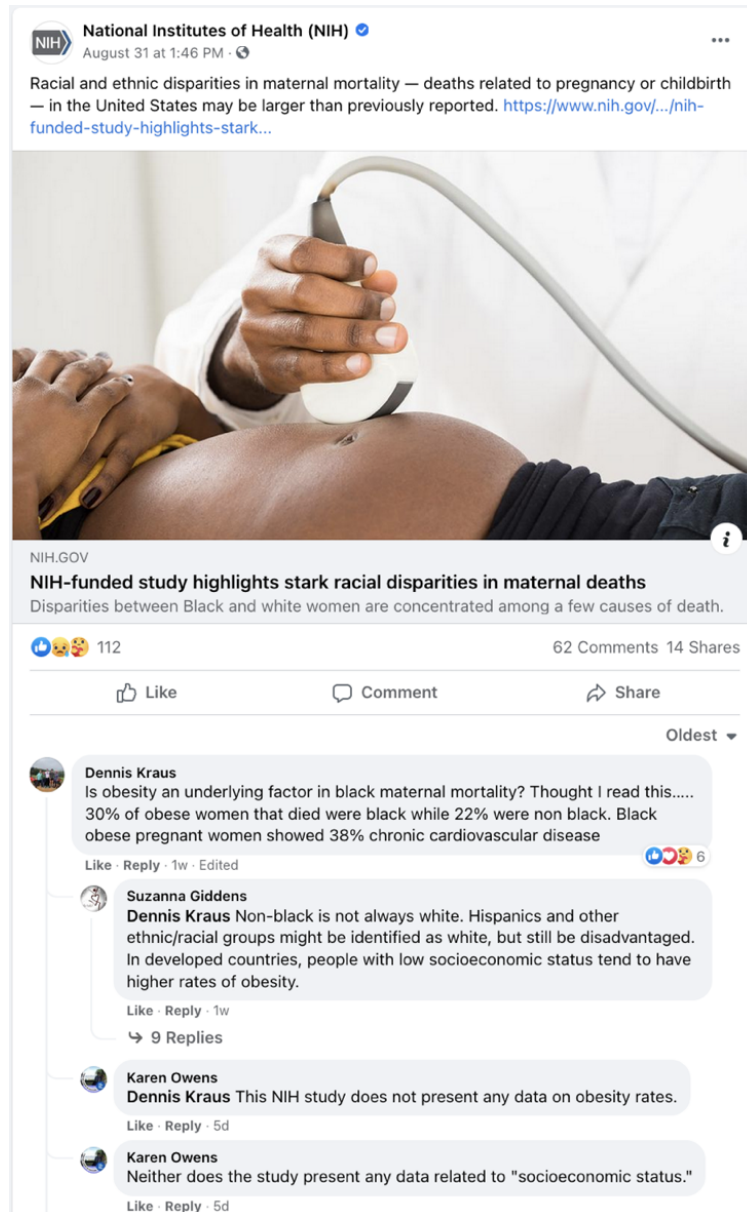 NIH
National Institutes of Health (NIH)
August 31 at 1:46 PM ·
Racial and ethnic disparities in maternal mortality — deaths related to pregnancy or childbirth
— in the United States may be larger than previously reported. https://www.nih.gov/.../nih-
funded-study-highlights-stark...
i
NIH.GOV
NIH-funded study highlights stark racial disparities in maternal deaths
Disparities between Black and white women are concentrated among a few causes of death.
112
62 Comments 14 Shares
Like
Comment
Share
Oldest
Dennis Kraus
Is obesity an underlying factor in black maternal mortality? Thought I read this.....
30% of obese women that died were black while 22% were non black. Black
obese pregnant women showed 38% chronic cardiovascular disease
6
Like · Reply · 1w · Edited
Suzanna Giddens
Dennis Kraus Non-black is not always white. Hispanics and other
ethnic/racial groups might be identified as white, but still be disadvantaged.
In developed countries, people with low socioeconomic status tend to have
higher rates of obesity.
Like · Reply · 1w
9 Replies
Karen Owens
Dennis Kraus This NIH study does not present any data on obesity rates.
Like · Reply · 5d
Karen Owens
Neither does the study present any data related to "socioeconomic status."
Like · Reply · 5d